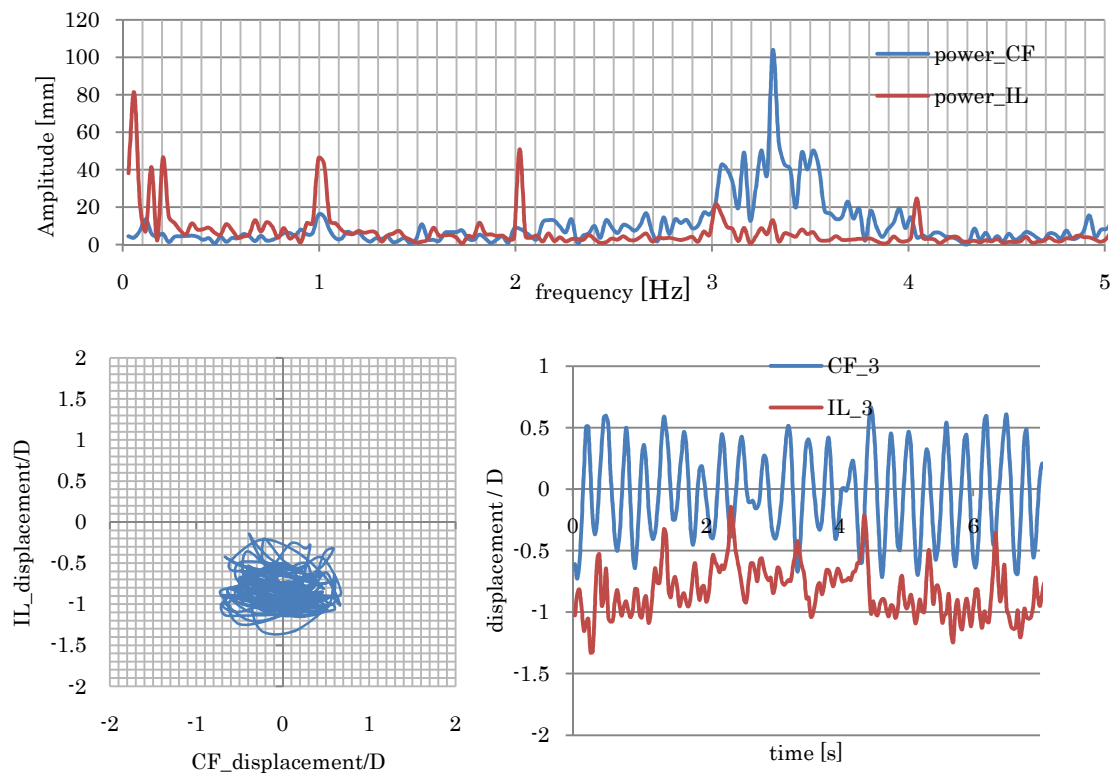 120
100
80
60
40
20
0
Amplitude [mm]
power_CF
power_IL
0 1 2 3 4 5
frequency [Hz]
2
1.5
1
0.5
0
-0.5
-1
-1.5
-2
IL_displacement/D
-2 -1 0 1 2
CF_displacement/D
1
0.5
0
-0.5
-1
-1.5
-2
displacement / D
CF_3
IL_3
0 2 4 6
time [s]